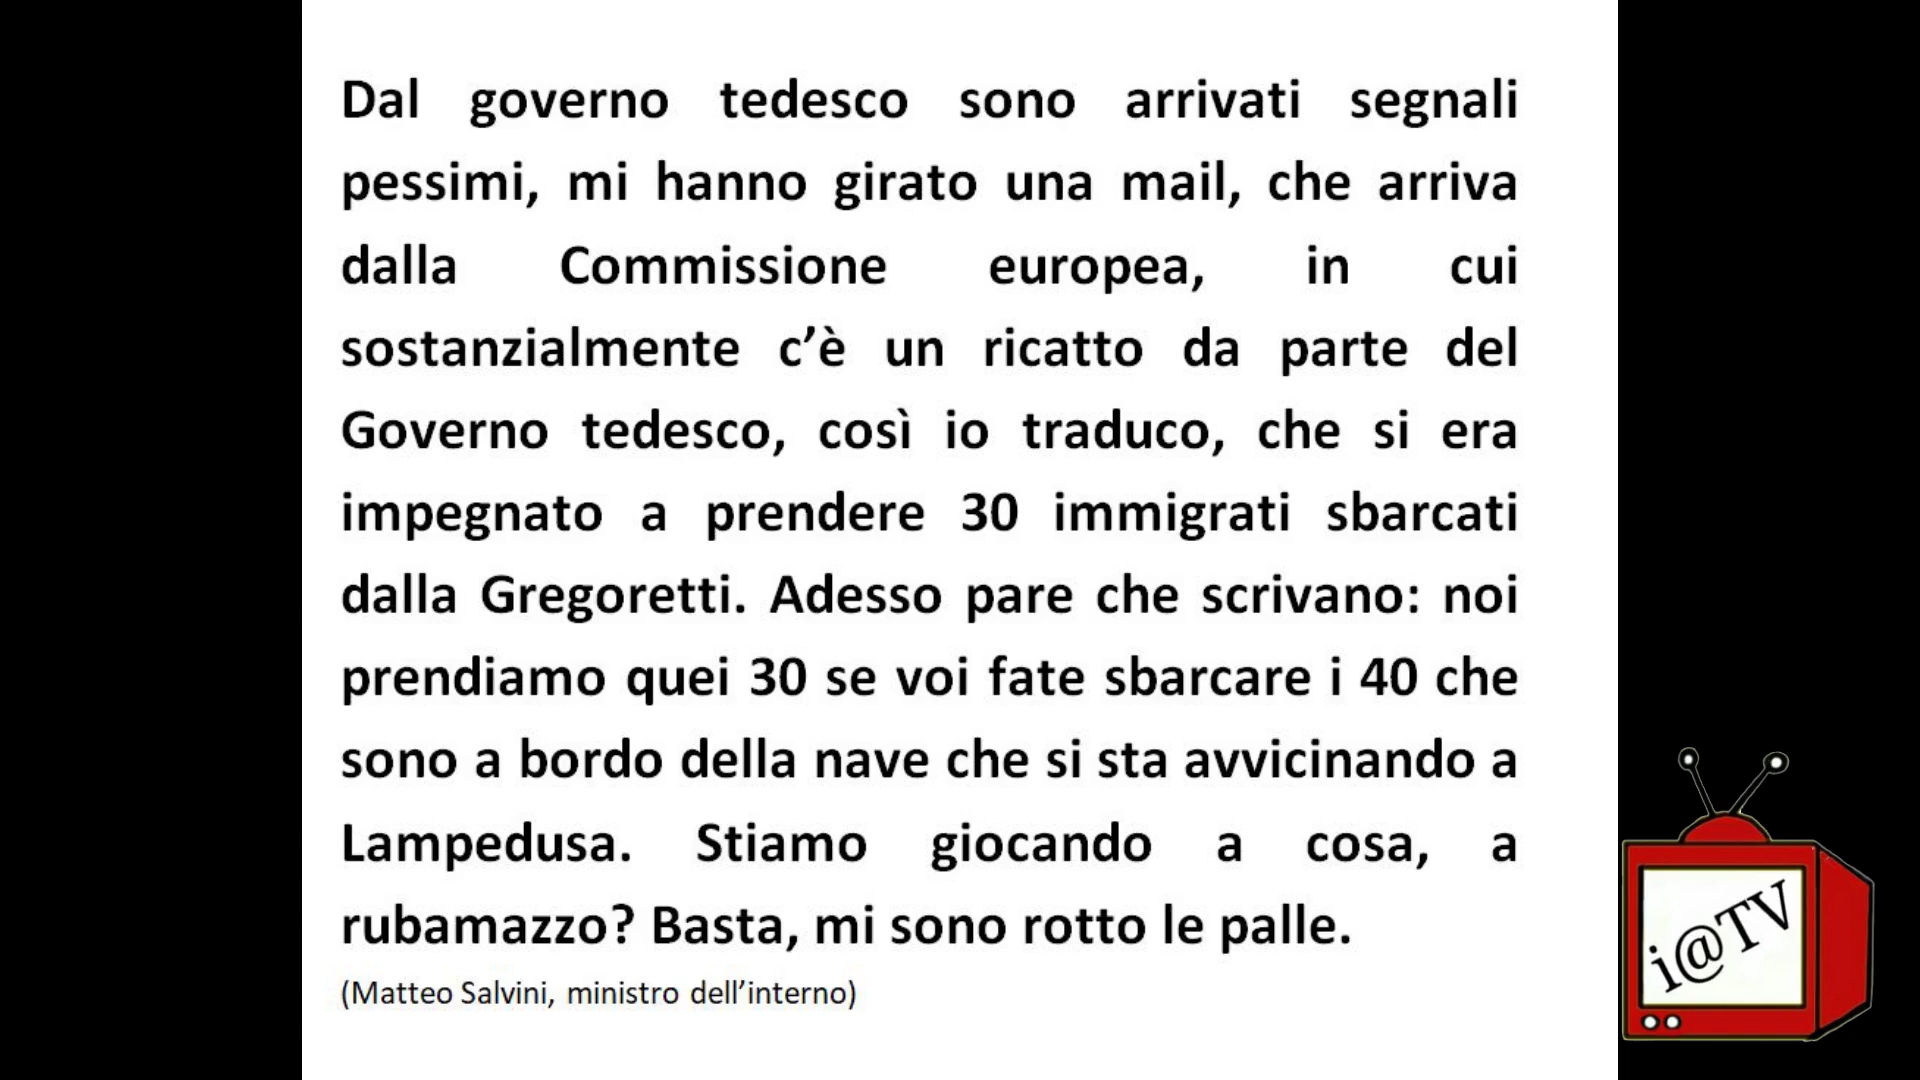 Dal governo tedesco sono arrivati segnali
pessimi, mi hanno girato una mail, che arriva
dalla Commissione europea, in cui
sostanzialmente c’è un ricatto da parte del
Governo tedesco, così io traduco, che si era
impegnato a prendere 30 immigrati sbarcati
dalla Gregoretti. Adesso pare che scrivano: noi
prendiamo quei 30 se voi fate sbarcare i 40 che
sono a bordo della nave che si sta avvicinando a
Lampedusa. Stiamo giocando a cosa, a
rubamazzo? Basta, mi sono rotto le palle.
(Matteo Salvini, ministro dell’interno)
i@TV